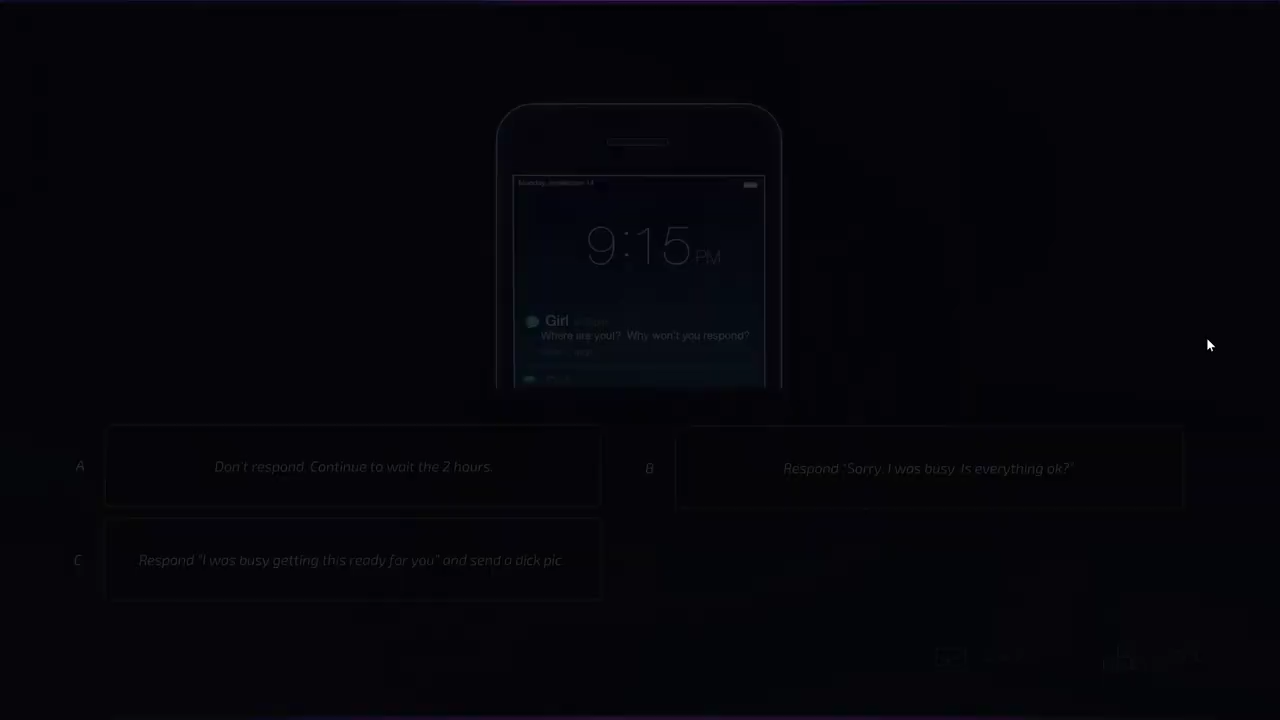 9:15 PM
Girl
Where are you!? Why won't you respond?
A
Don't respond. Continue to wait the 2 hours.
B
Respond "Sorry, I was busy. Is everything ok?"
C
Respond "I was busy getting this ready for you" and send a dick pic.